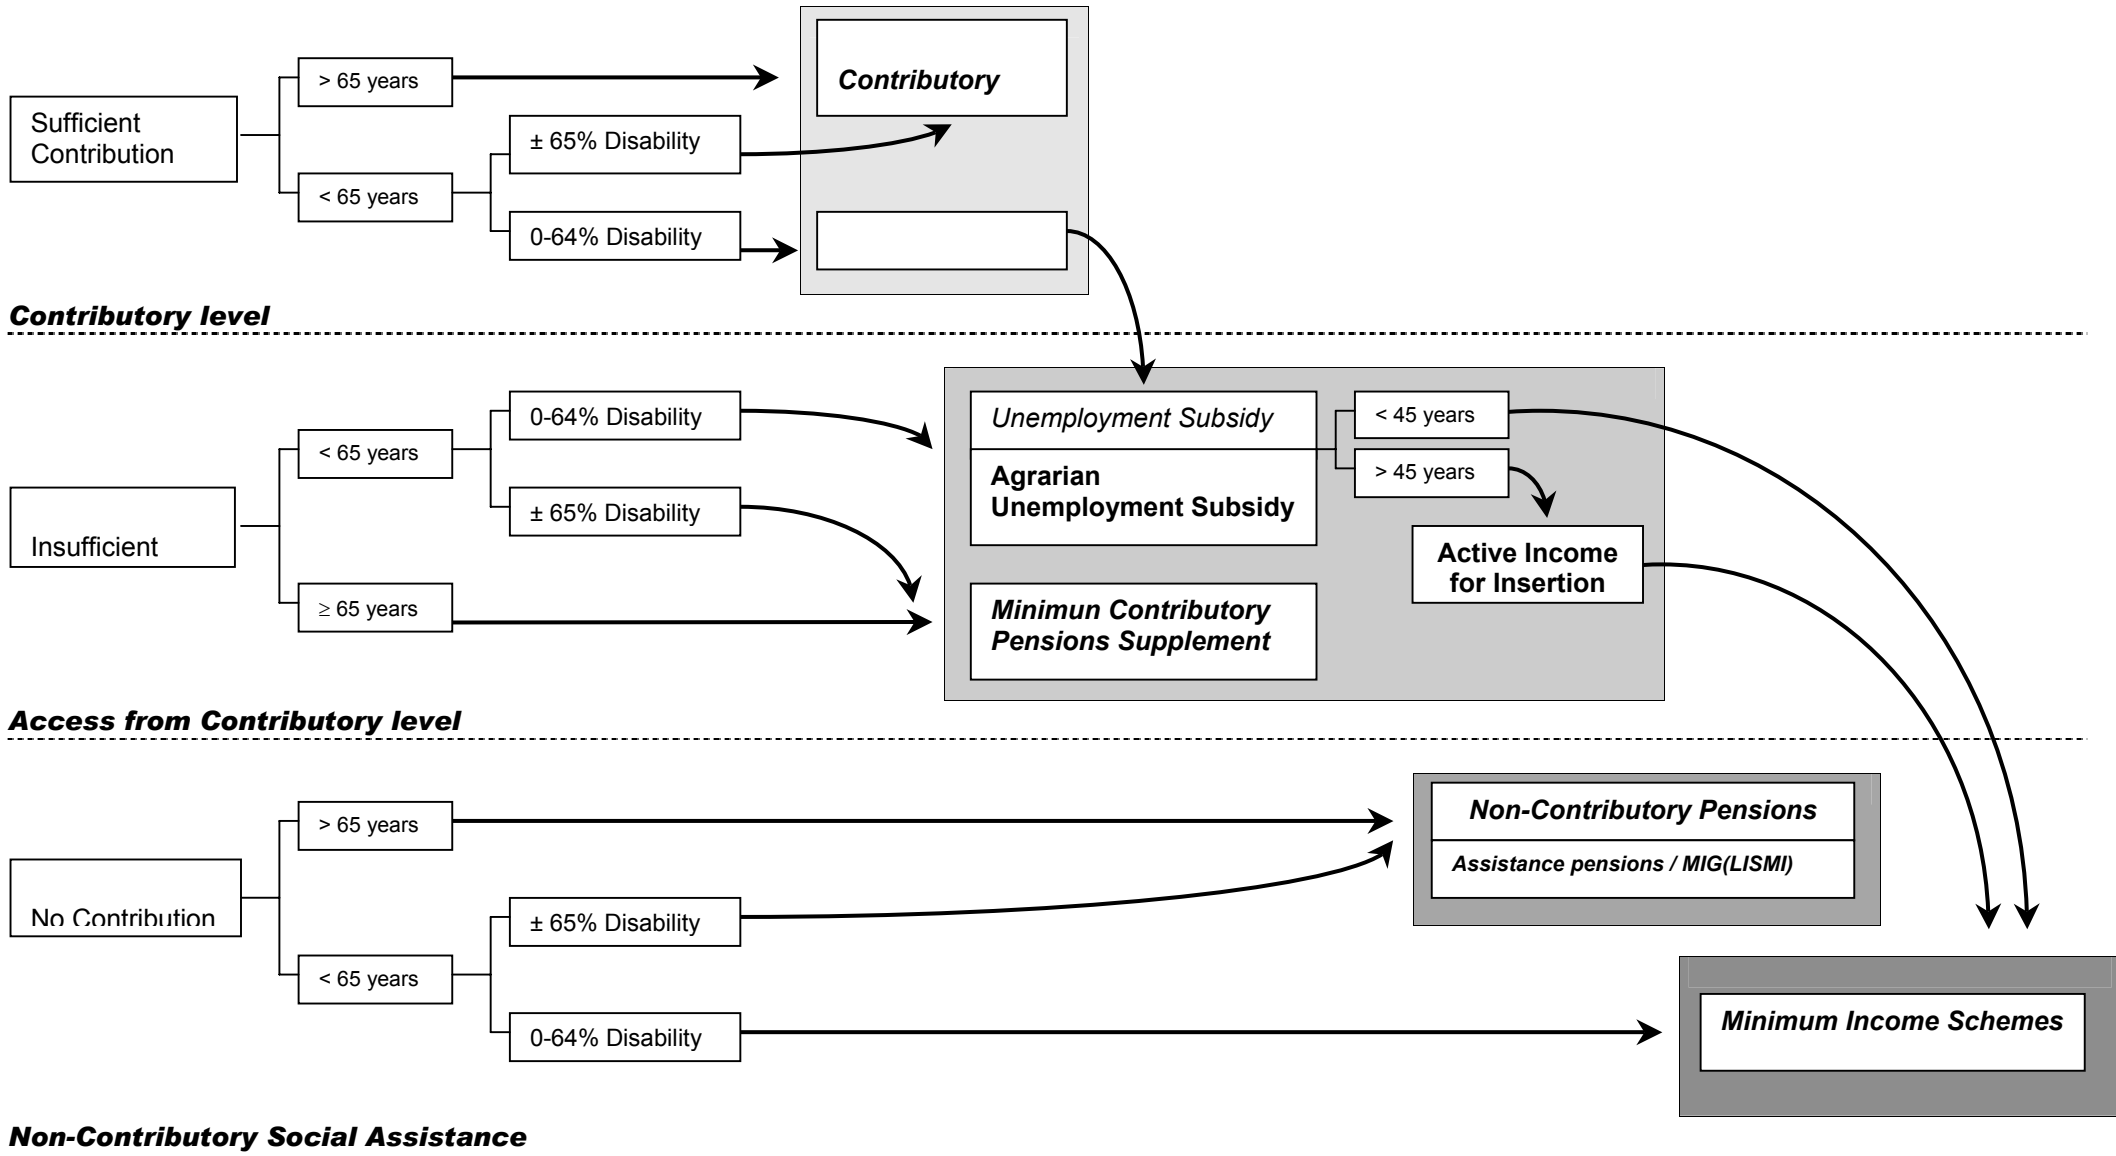 > 65 years
Contributory
Sufficient
Contribution
± 65% Disability
< 65 years
0-64% Disability
Contributory level
0-64% Disability
< 65 years
± 65% Disability
Insufficient
≥ 65 years
Unemployment Subsidy
Agrarian
Unemployment Subsidy
< 45 years
> 45 years
Active Income
for Insertion
Minimun Contributory
Pensions Supplement
Access from Contributory level
> 65 years
No Contribution
± 65% Disability
< 65 years
0-64% Disability
Non-Contributory Pensions
Assistance pensions / MIG(LISMI)
Minimum Income Schemes
Non-Contributory Social Assistance